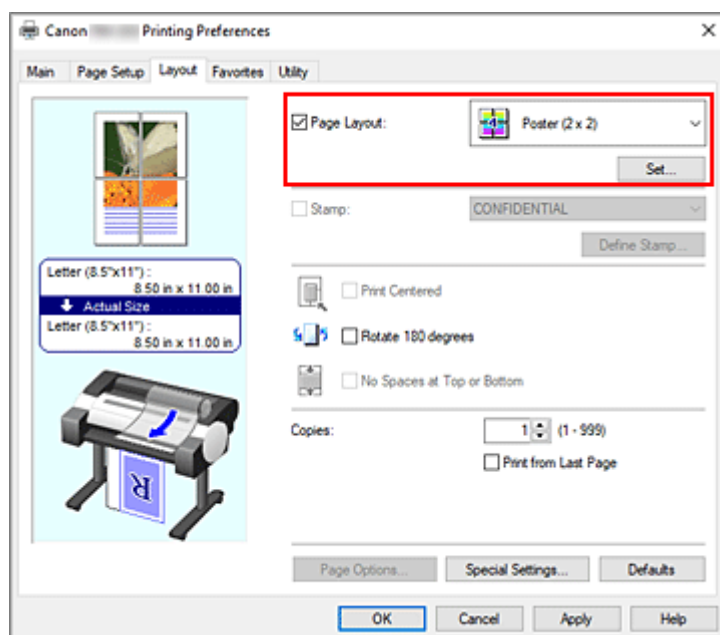 Canon Printing Preferences
Main Page Setup Layout Favorites Utility
Page Layout: 4 Poster (2 x 2)
Set...
Stamp: CONFIDENTIAL
Define Stamp...
Letter (8.5"x11") :
8.50 in x 11.00 in
Actual Size
Letter (8.5"x11") :
8.50 in x 11.00 in
Print Centered
Rotate 180 degrees
No Spaces at Top or Bottom
Copies: 1 (1 - 999)
Print from Last Page
R
Page Options... Special Settings... Defaults
OK Cancel Apply Help